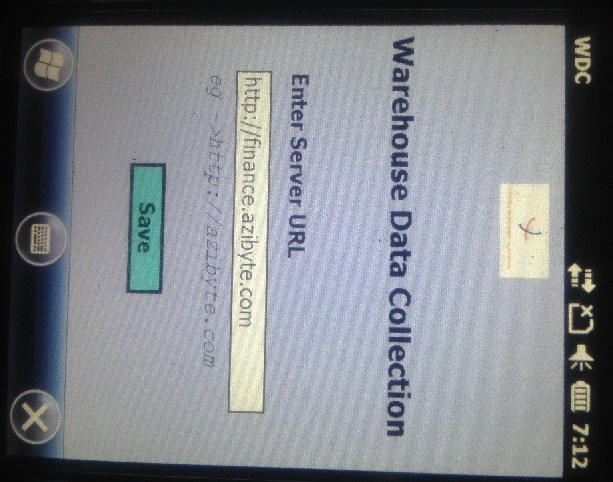 WDC 7:12
Warehouse Data Collection
Enter Server URL
http://finance.azibyte.com
eg ->http://azibyte.com
Save